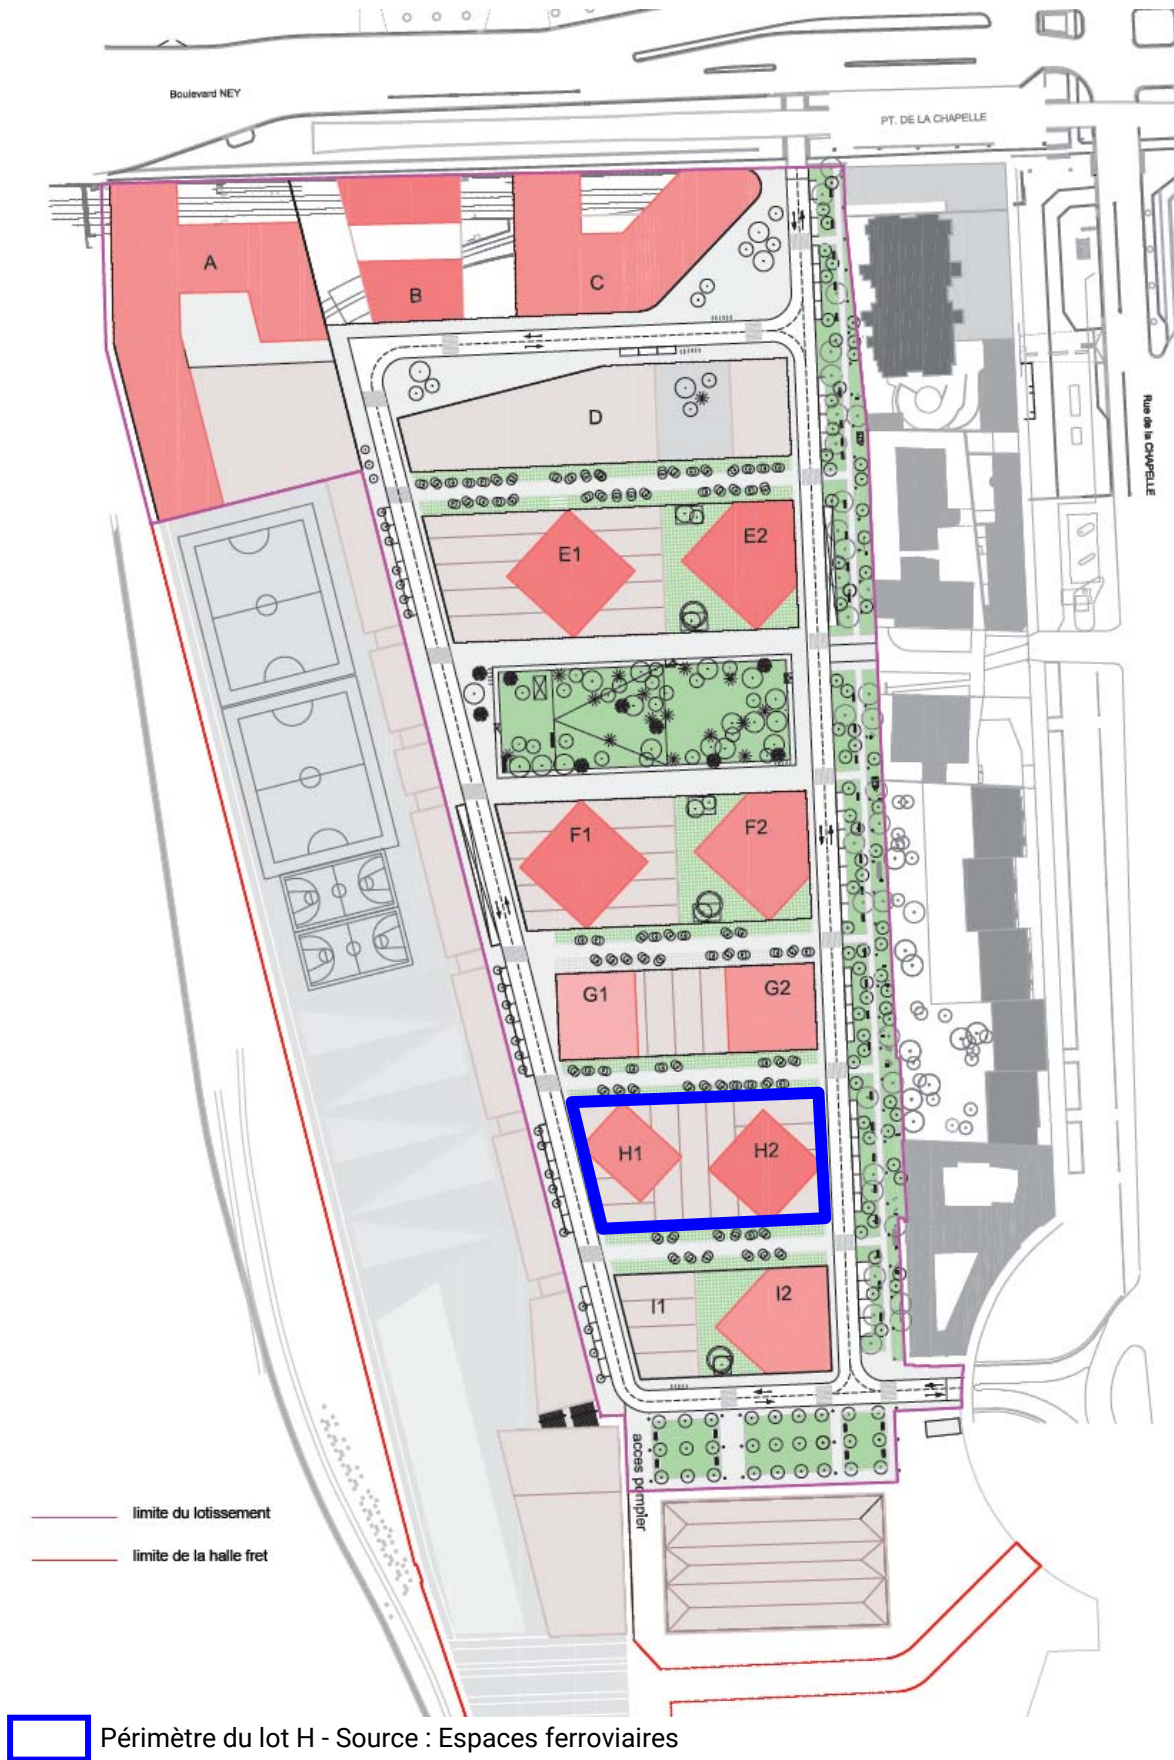 Boulevard NEY
PT. DE LA CHAPELLE
Rue de la CHAPELLE
A
B
C
D
E1
E2
F1
F2
G1
G2
H1
H2
I1
I2
acces pompier
limite du lotissement
limite de la halle fret
Périmètre du lot H - Source : Espaces ferroviaires